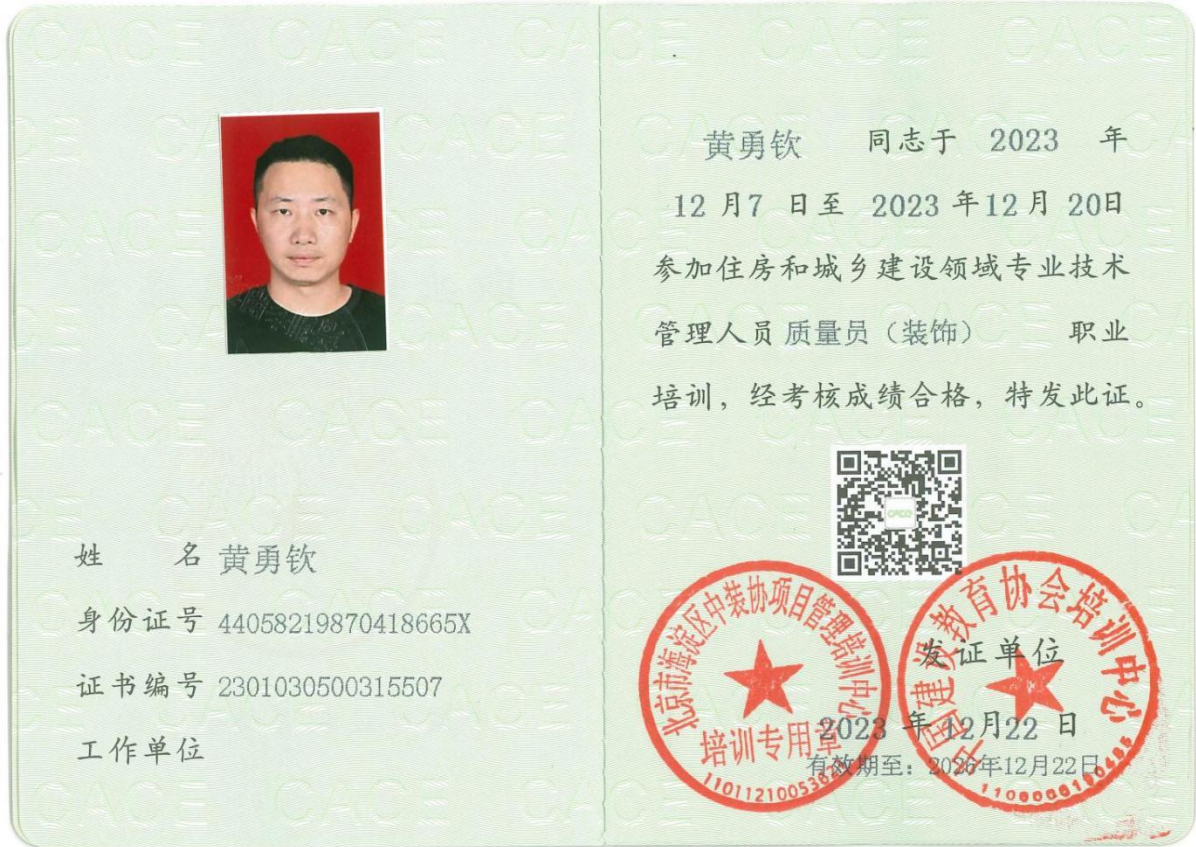 黄勇钦 同志于 2023 年
12 月7 日至 2023 年12 月 20日
参加住房和城乡建设领域专业技术
管理人员 质量员（装饰） 职业
培训，经考核成绩合格，特发此证。
姓 名 黄勇钦
身份证号 44058219870418665X
证书编号 2301030500315507
工作单位
北京市海淀区中装协项目管理培训中心
培训专用章
中国建设教育协会培训中心
发证单位
2023 年 12月22 日
有效期至：2026年12月22日
CACE